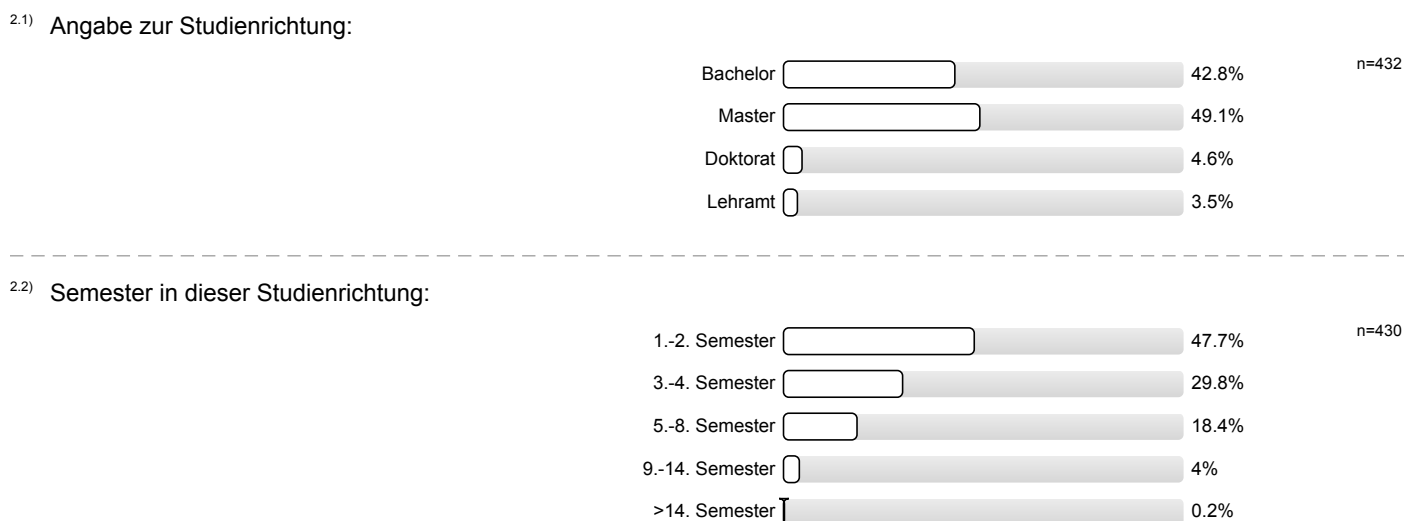 2.1) Angabe zur Studienrichtung:
Bachelor 42.8% n=432
Master 49.1%
Doktorat 4.6%
Lehramt 3.5%
2.2) Semester in dieser Studienrichtung:
1.-2. Semester 47.7% n=430
3.-4. Semester 29.8%
5.-8. Semester 18.4%
9.-14. Semester 4%
>14. Semester 0.2%